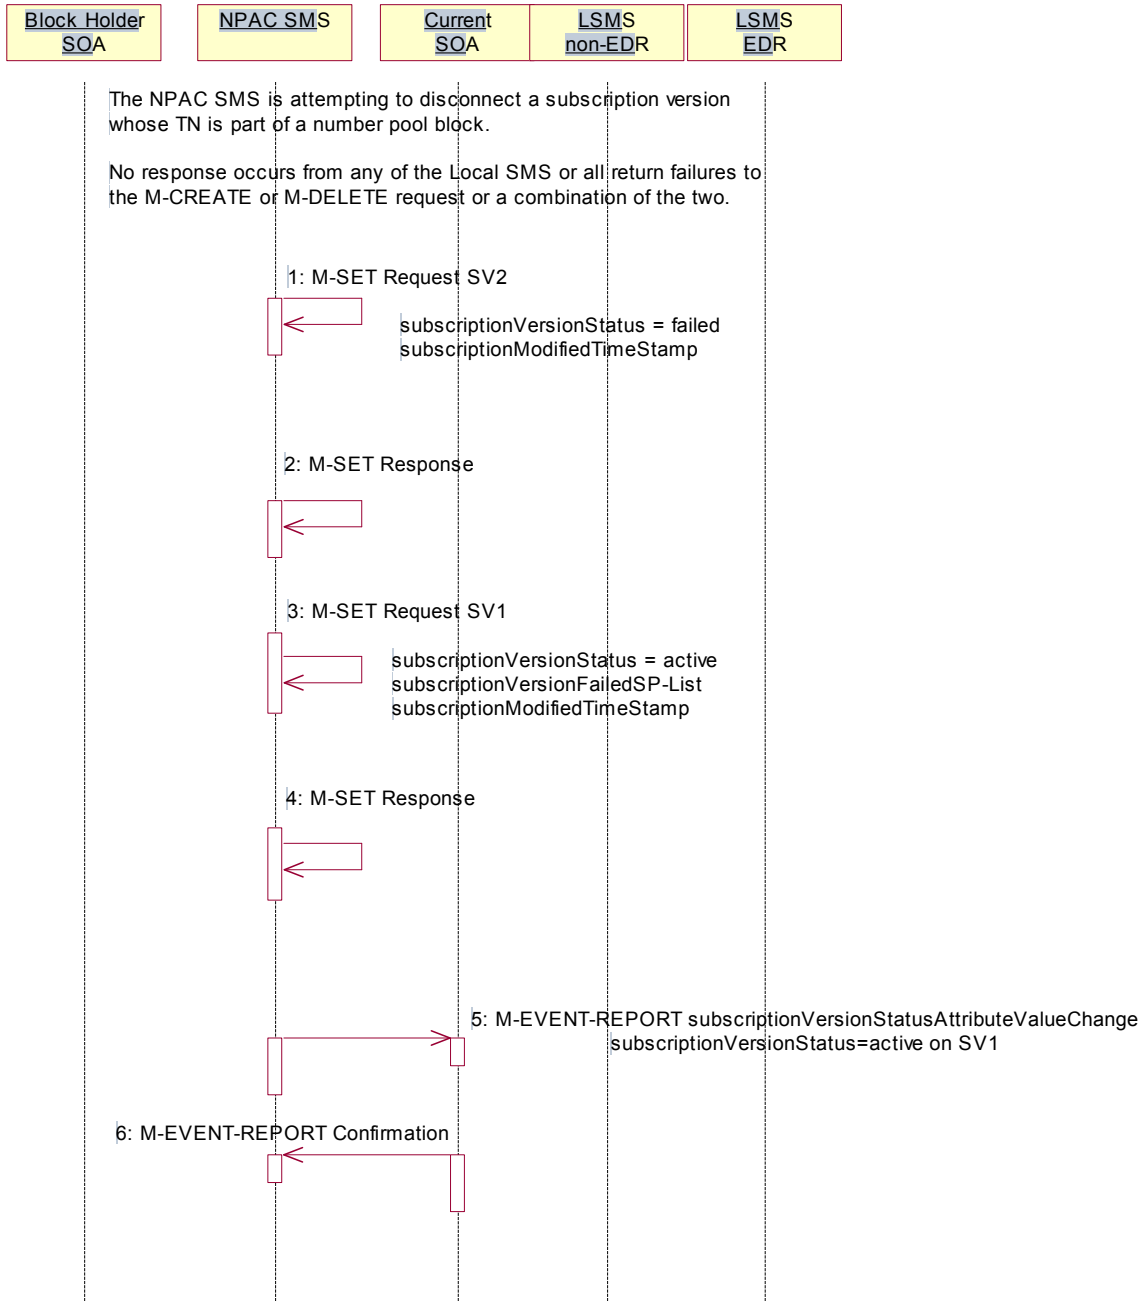 Block Holder
SOA
NPAC SMS
Current
SOA
LSMS
non-EDR
LSMS
EDR
The NPAC SMS is attempting to disconnect a subscription version
whose TN is part of a number pool block.
No response occurs from any of the Local SMS or all return failures to
the M-CREATE or M-DELETE request or a combination of the two.
1: M-SET Request SV2
subscriptionVersionStatus = failed
subscriptionModifiedTimeStamp
2: M-SET Response
3: M-SET Request SV1
subscriptionVersionStatus = active
subscriptionVersionFailedSP-List
subscriptionModifiedTimeStamp
4: M-SET Response
5: M-EVENT-REPORT subscriptionVersionStatusAttributeValueChange
subscriptionVersionStatus=active on SV1
6: M-EVENT-REPORT Confirmation